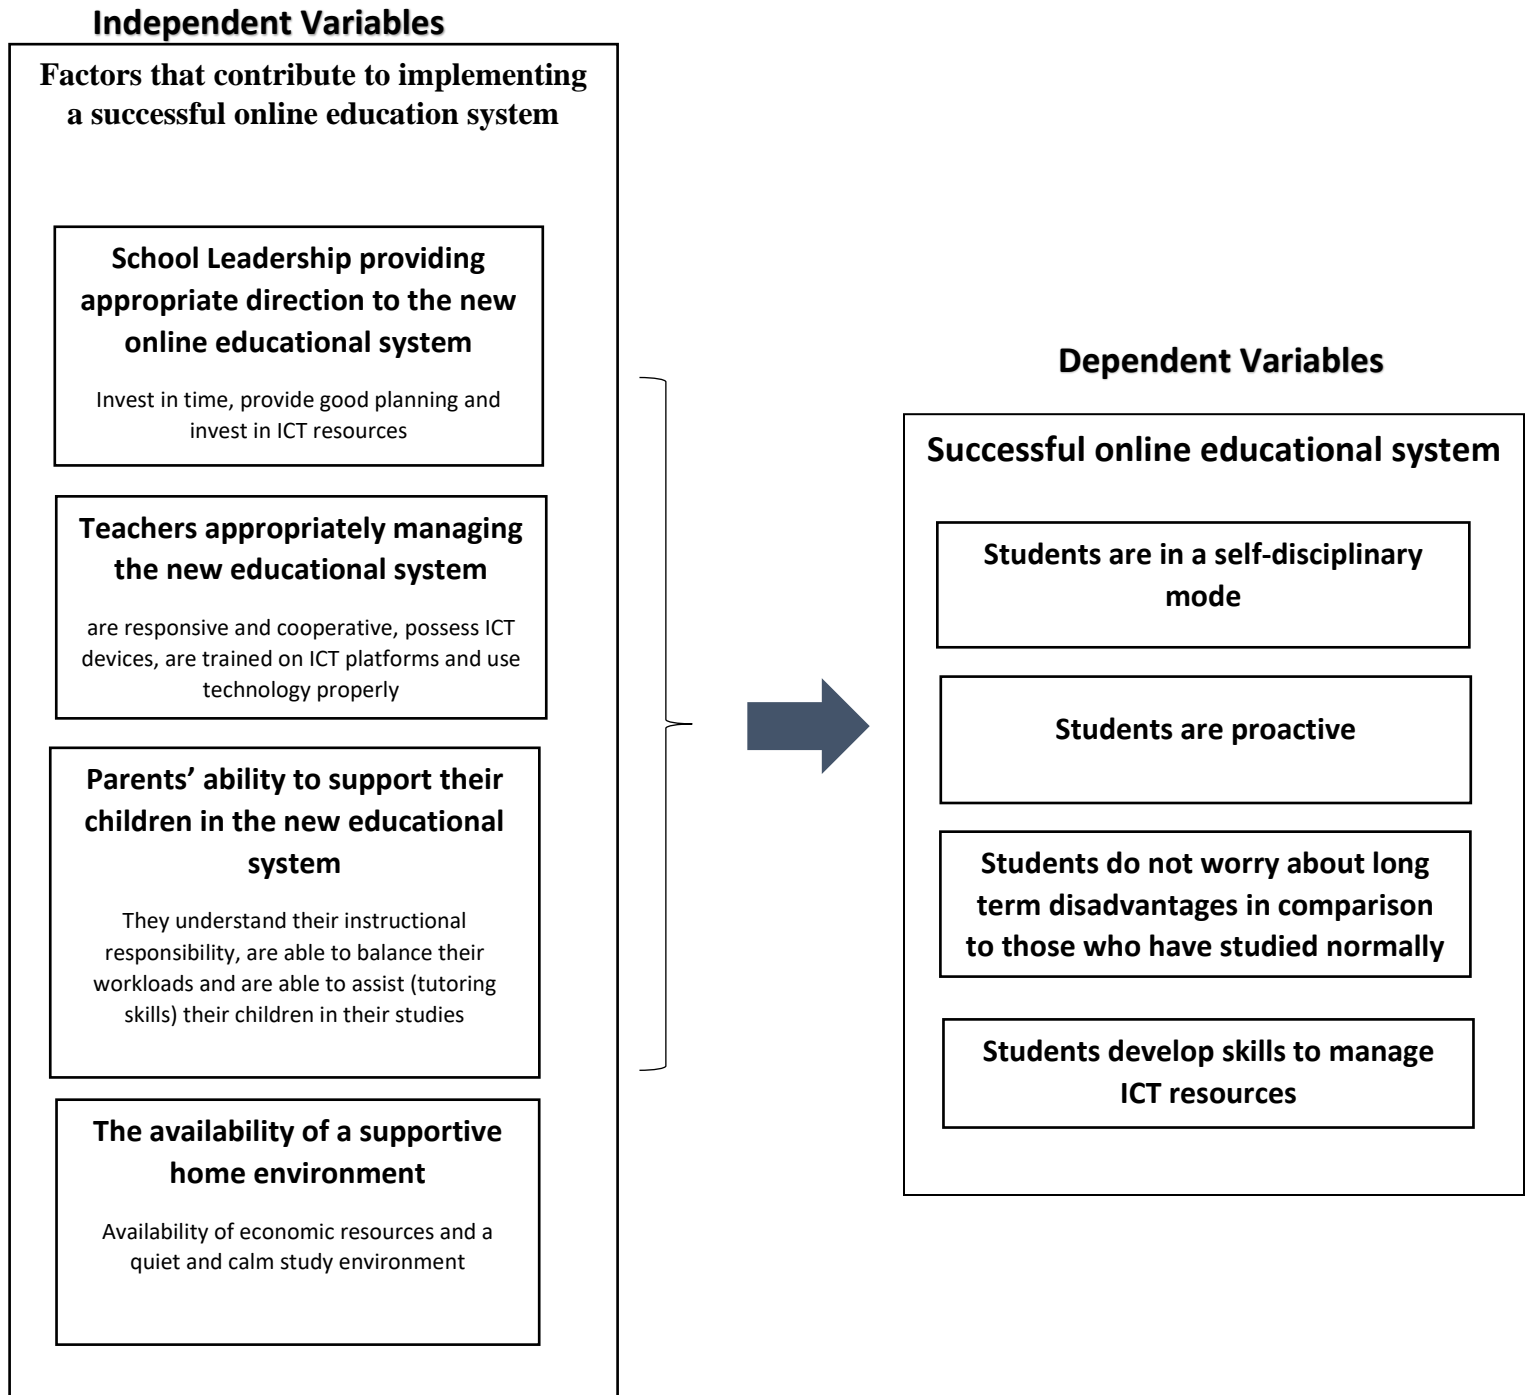 Independent Variables
Factors that contribute to implementing
a successful online education system
School Leadership providing
appropriate direction to the new
online educational system
Invest in time, provide good planning and
invest in ICT resources
Teachers appropriately managing
the new educational system
are responsive and cooperative, possess ICT
devices, are trained on ICT platforms and use
technology properly
Parents’ ability to support their
children in the new educational
system
They understand their instructional
responsibility, are able to balance their
workloads and are able to assist (tutoring
skills) their children in their studies
The availability of a supportive
home environment
Availability of economic resources and a
quiet and calm study environment
Dependent Variables
Successful online educational system
Students are in a self-disciplinary
mode
Students are proactive
Students do not worry about long
term disadvantages in comparison
to those who have studied normally
Students develop skills to manage
ICT resources